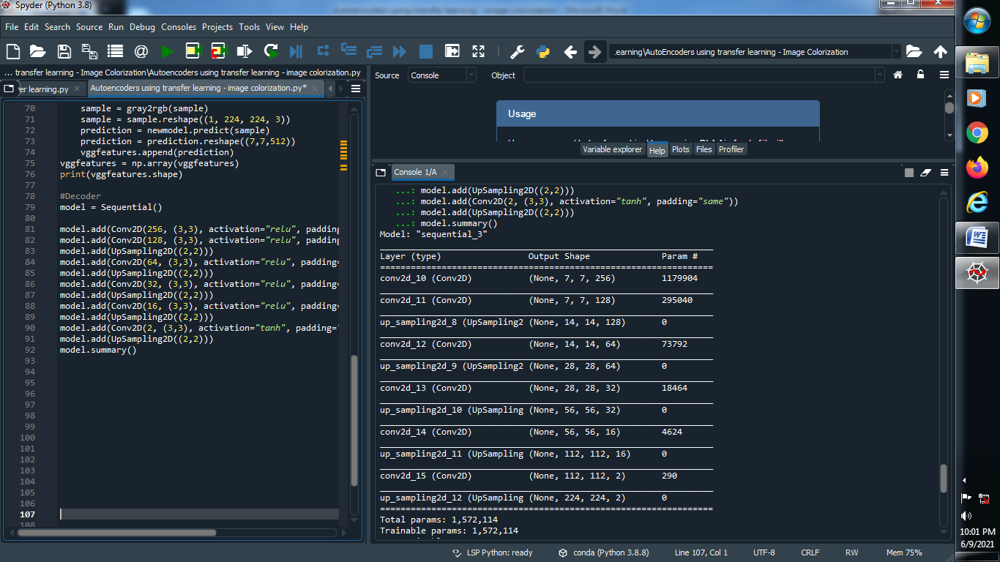 Spyder (Python 3.8)
File Edit Search Source Run Debug Consoles Projects Tools View Help
.earning\AutoEncoders using transfer learning - Image Colorization
... transfer learning - Image Colorization\Autoencoders using transfer learning - image colorization.py
er learning.py
Autoencoders using transfer learning - image colorization.py*
70 sample = gray2rgb(sample)
71 sample = sample.reshape((1, 224, 224, 3))
72 prediction = newmodel.predict(sample)
73 prediction = prediction.reshape((7,7,512))
74 vggfeatures.append(prediction)
75 vggfeatures = np.array(vggfeatures)
76 print(vggfeatures.shape)
77
78 #Decoder
79 model = Sequential()
80
81 model.add(Conv2D(256, (3,3), activation="relu", padding
82 model.add(Conv2D(128, (3,3), activation="relu", padding
83 model.add(UpSampling2D((2,2)))
84 model.add(Conv2D(64, (3,3), activation="relu", padding=
85 model.add(UpSampling2D((2,2)))
86 model.add(Conv2D(32, (3,3), activation="relu", padding=
87 model.add(UpSampling2D((2,2)))
88 model.add(Conv2D(16, (3,3), activation="relu", padding=
89 model.add(UpSampling2D((2,2)))
90 model.add(Conv2D(2, (3,3), activation="tanh", padding="
91 model.add(UpSampling2D((2,2)))
92 model.summary()
93
94
95
96
97
98
99
100
101
102
103
104
105
106
107
108
Source Console Object
Usage
Variable explorer Help Plots Files Profiler
Console 1/A
...: model.add(UpSampling2D((2,2)))
...: model.add(Conv2D(2, (3,3), activation="tanh", padding="same"))
...: model.add(UpSampling2D((2,2)))
...: model.summary()
Model: "sequential_3"
Layer (type) Output Shape Param #
=================================================================
conv2d_10 (Conv2D) (None, 7, 7, 256) 1179904
conv2d_11 (Conv2D) (None, 7, 7, 128) 295040
up_sampling2d_8 (UpSampling2 (None, 14, 14, 128) 0
conv2d_12 (Conv2D) (None, 14, 14, 64) 73792
up_sampling2d_9 (UpSampling2 (None, 28, 28, 64) 0
conv2d_13 (Conv2D) (None, 28, 28, 32) 18464
up_sampling2d_10 (UpSampling (None, 56, 56, 32) 0
conv2d_14 (Conv2D) (None, 56, 56, 16) 4624
up_sampling2d_11 (UpSampling (None, 112, 112, 16) 0
conv2d_15 (Conv2D) (None, 112, 112, 2) 290
up_sampling2d_12 (UpSampling (None, 224, 224, 2) 0
=================================================================
Total params: 1,572,114
Trainable params: 1,572,114
LSP Python: ready conda (Python 3.8.8) Line 107, Col 1 UTF-8 CRLF RW Mem 75%
10:01 PM
6/9/2021